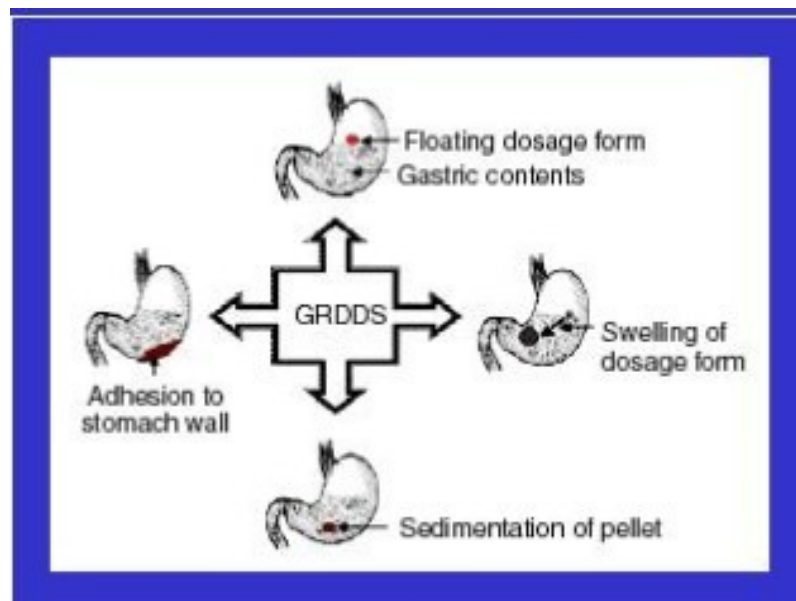 Floating dosage form
Gastric contents
GRDDS
Swelling of
dosage form
Adhesion to
stomach wall
Sedimentation of pellet